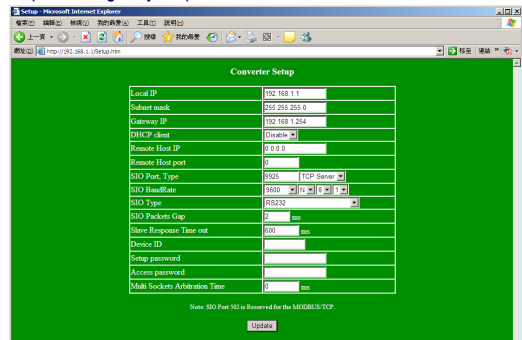 Setup - Microsoft Internet Explorer
檔案(F) 編輯(E) 檢視(V) 我的最愛(A) 工具(T) 說明(H)
上一頁 搜尋 我的最愛
網址(D) http://192.168.1.1/Setup.htm 移至 連結 »
Converter Setup
Local IP 192.168.1.1
Subnet mask 255.255.255.0
Gateway IP 192.168.1.254
DHCP client Disable
Remote Host IP 0.0.0.0
Remote Host port 0
SIO Port, Type 9925 TCP Server
SIO BaudRate 9600 N 8 1
SIO Type RS232
SIO Packets Gap 2 ms
Slave Response Time out 600 ms
Device ID
Setup password
Access password
Multi Sockets Arbitration Time 0 ms
Note: SIO Port 502 is Reserved for the MODBUS/TCP.
Update